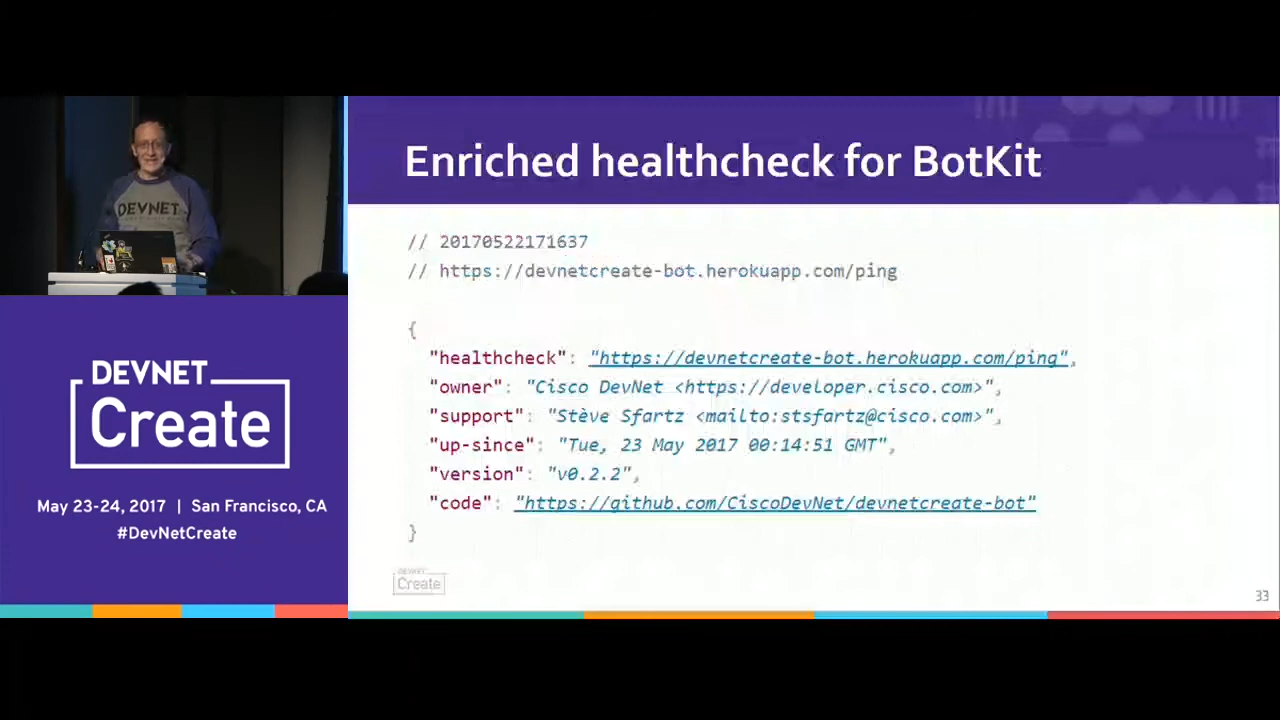 Enriched healthcheck for BotKit
// 20170522171637
// https://devnetcreate-bot.herokuapp.com/ping
{
"healthcheck": "https://devnetcreate-bot.herokuapp.com/ping",
"owner": "Cisco DevNet <https://developer.cisco.com>",
"support": "Stève Sfartz <mailto:stsfartz@cisco.com>",
"up-since": "Tue, 23 May 2017 00:14:51 GMT",
"version": "v0.2.2",
"code": "https://github.com/CiscoDevNet/devnetcreate-bot"
}
DEVNET
Create
33
DEVNET
DEVNET
Create
May 23-24, 2017 | San Francisco, CA
#DevNetCreate